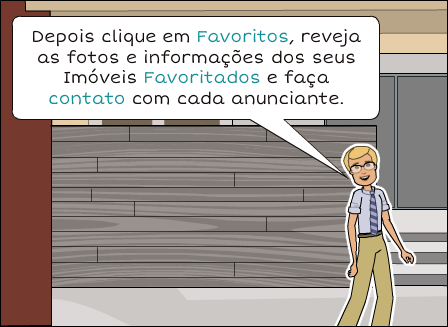 Depois clique em Favoritos, reveja
as fotos e informações dos seus
Imóveis Favoritados e faça
contato com cada anunciante.